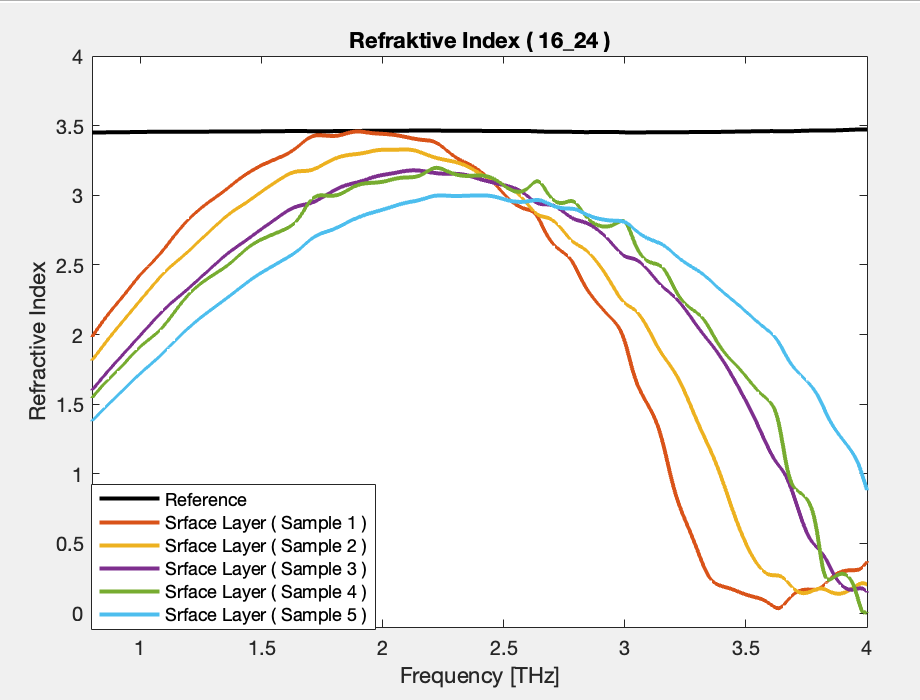 Refraktive Index ( 16_24 )
4
3.5
3
2.5
2
1.5
1
0.5
0
Refractive Index
Reference
Srface Layer ( Sample 1 )
Srface Layer ( Sample 2 )
Srface Layer ( Sample 3 )
Srface Layer ( Sample 4 )
Srface Layer ( Sample 5 )
1 1.5 2 2.5 3 3.5 4
Frequency [THz]